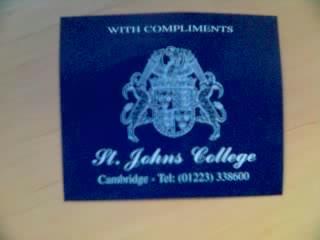 WITH COMPLIMENTS
St. Johns College
Cambridge - Tel: (01223) 338600